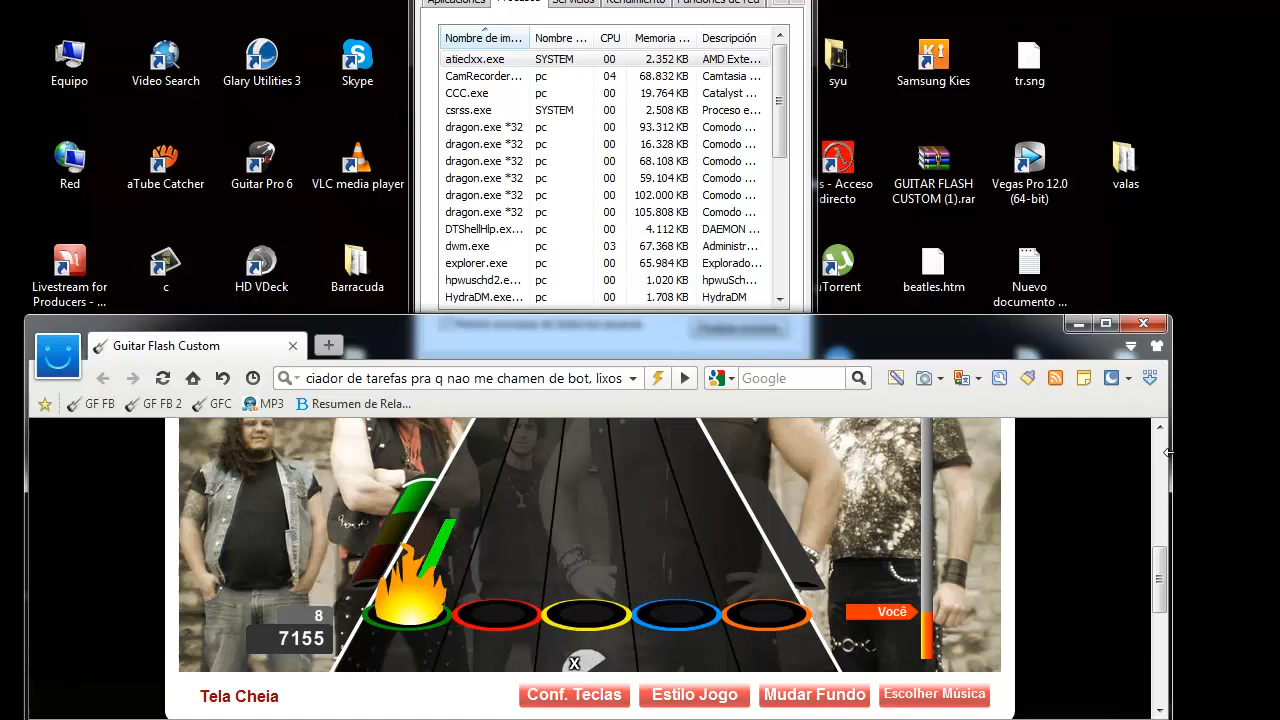 Aplicaciones Procesos Servicios Rendimiento Funciones de red
Nombre de im... Nombre ... CPU Memoria ... Descripción
atiedxx.exe SYSTEM 00 2.352 KB AMD Exte...
CamRecorder... pc 04 68.832 KB Camtasia ...
CCC.exe pc 00 19.764 KB Catalyst ...
csrss.exe SYSTEM 00 2.508 KB Proceso e...
dragon.exe *32 pc 00 93.312 KB Comodo ...
dragon.exe *32 pc 00 16.328 KB Comodo ...
dragon.exe *32 pc 00 68.108 KB Comodo ...
dragon.exe *32 pc 00 59.104 KB Comodo ...
dragon.exe *32 pc 00 102.000 KB Comodo ...
dragon.exe *32 pc 00 105.808 KB Comodo ...
DTShellHlp.ex... pc 00 4.112 KB DAEMON ...
dwm.exe pc 03 67.368 KB Administr...
explorer.exe pc 00 65.984 KB Explorado...
hpwuschd2.e... pc 00 1.020 KB hpwuSch...
HydraDM.exe... pc 00 1.708 KB HydraDM
Equipo
Video Search
Glary Utilities 3
Skype
syu
Samsung Kies
tr.sng
Red
aTube Catcher
Guitar Pro 6
VLC media player
s - Acceso
directo
GUITAR FLASH
CUSTOM (1).rar
Vegas Pro 12.0
(64-bit)
valas
Livestream for
Producers - ...
c
HD VDeck
Barracuda
uTorrent
beatles.htm
Nuevo
documento ...
Guitar Flash Custom
ciador de tarefas pra q nao me chamen de bot, lixos
Google
GF FB
GF FB 2
GFC
MP3
Resumen de Rela...
8
7155
Você
X
Tela Cheia
Conf. Teclas
Estilo Jogo
Mudar Fundo
Escolher Música